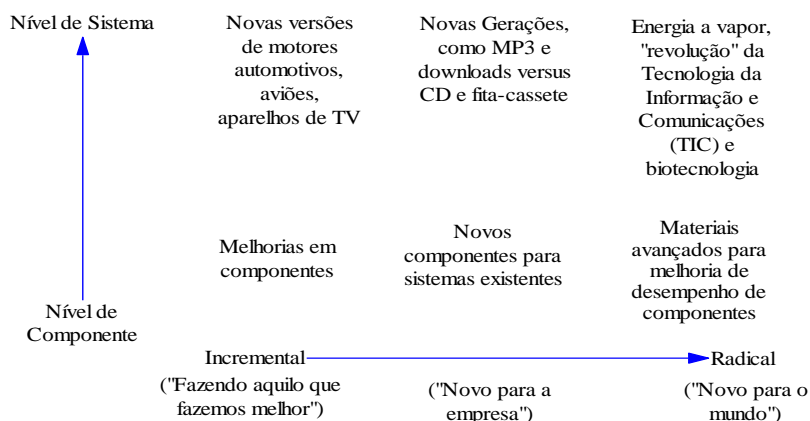 Nível de Sistema
Novas versões
de motores
automotivos,
aviões,
aparelhos de TV
Novas Gerações,
como MP3 e
downloads versus
CD e fita-cassete
Energia a vapor,
"revolução" da
Tecnologia da
Informação e
Comunicações
(TIC) e
biotecnologia
Melhorias em
componentes
Novos
componentes para
sistemas existentes
Materiais
avançados para
melhoria de
desempenho de
componentes
Nível de
Componente
Incremental
Radical
("Fazendo aquilo que
fazemos melhor")
("Novo para a
empresa")
("Novo para o
mundo")